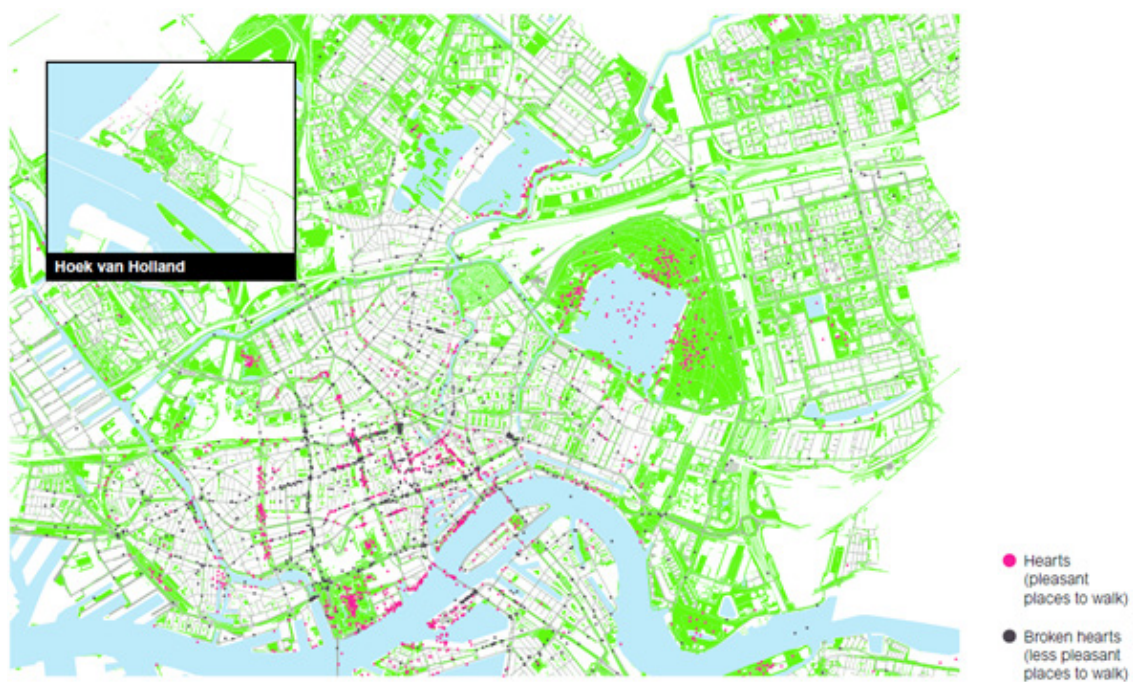 Hoek van Holland
Hearts
(pleasant
places to walk)
Broken hearts
(less pleasant
places to walk)